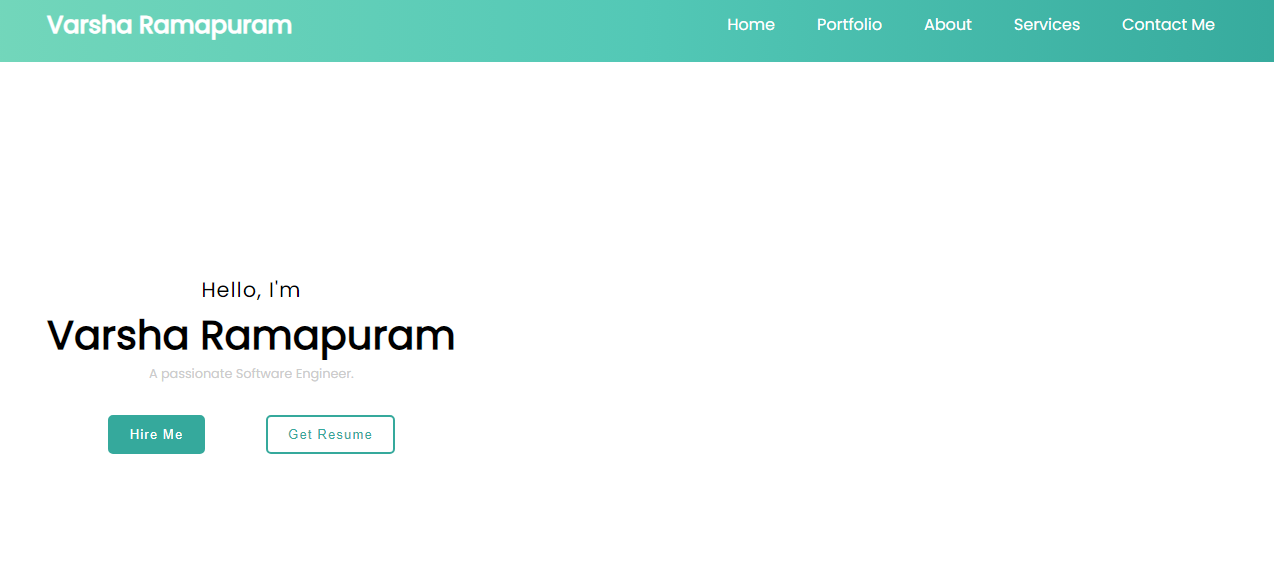 Varsha Ramapuram
Home Portfolio About Services Contact Me
Hello, I'm
Varsha Ramapuram
A passionate Software Engineer.
Hire Me
Get Resume